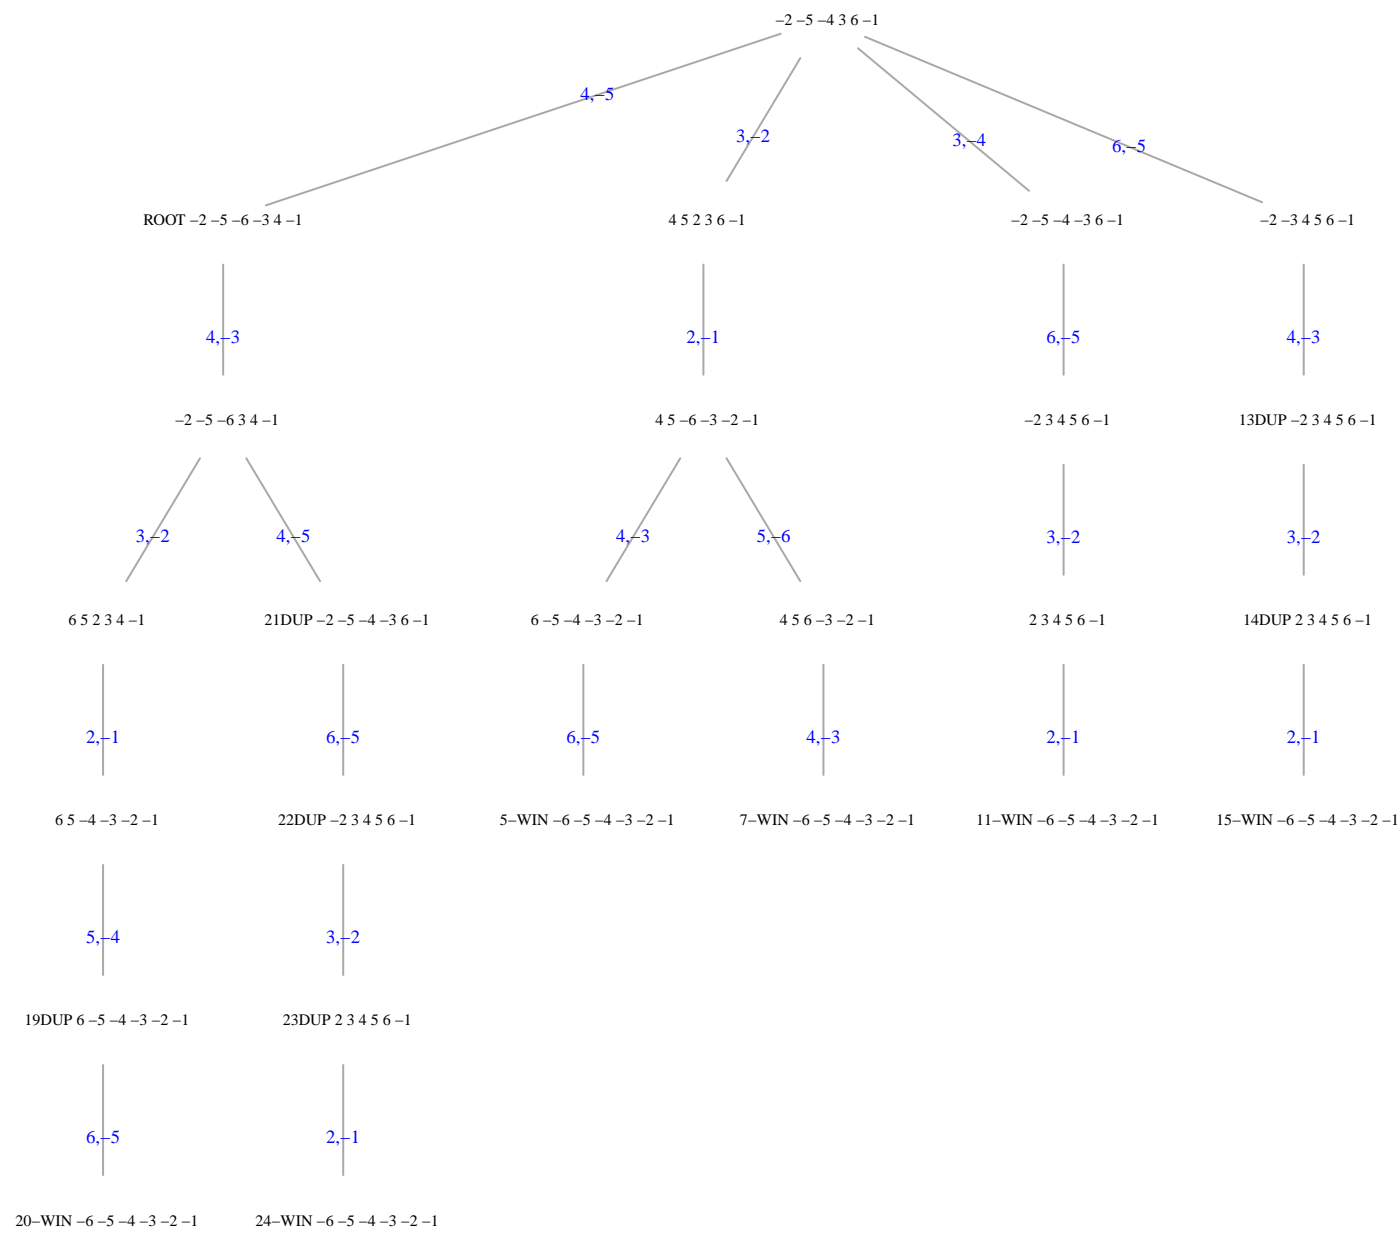 –2 –5 –4 3 6 –1
4,–5
3,–2
3,–4
6,–5
ROOT –2 –5 –6 –3 4 –1
4 5 2 3 6 –1
–2 –5 –4 –3 6 –1
–2 –3 4 5 6 –1
4,–3
2,–1
6,–5
4,–3
–2 –5 –6 3 4 –1
4 5 –6 –3 –2 –1
–2 3 4 5 6 –1
13DUP –2 3 4 5 6 –1
3,–2
4,–5
4,–3
5,–6
3,–2
3,–2
6 5 2 3 4 –1
21DUP –2 –5 –4 –3 6 –1
6 –5 –4 –3 –2 –1
4 5 6 –3 –2 –1
2 3 4 5 6 –1
14DUP 2 3 4 5 6 –1
2,–1
6,–5
6,–5
4,–3
2,–1
2,–1
6 5 –4 –3 –2 –1
22DUP –2 3 4 5 6 –1
5–WIN –6 –5 –4 –3 –2 –1
7–WIN –6 –5 –4 –3 –2 –1
11–WIN –6 –5 –4 –3 –2 –1
15–WIN –6 –5 –4 –3 –2 –1
5,–4
3,–2
19DUP 6 –5 –4 –3 –2 –1
23DUP 2 3 4 5 6 –1
6,–5
2,–1
20–WIN –6 –5 –4 –3 –2 –1
24–WIN –6 –5 –4 –3 –2 –1